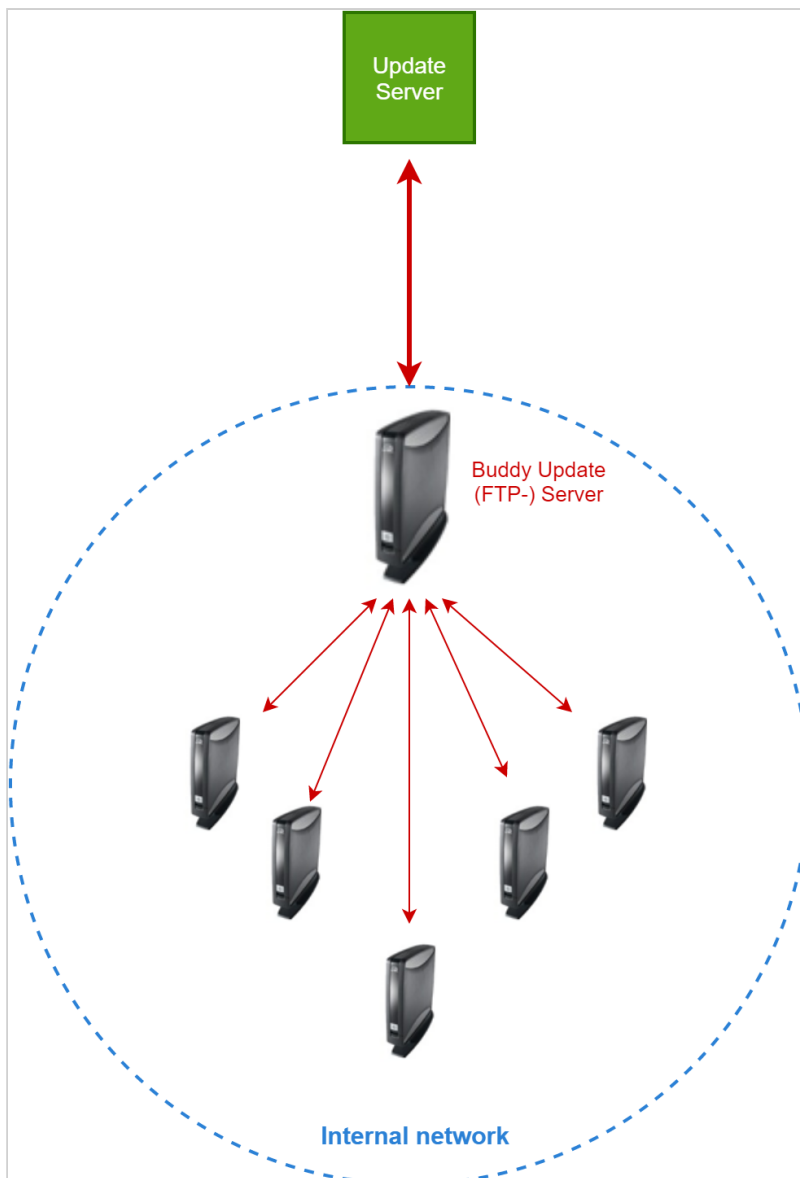 Update
Server
Buddy Update
(FTP-) Server
Internal network